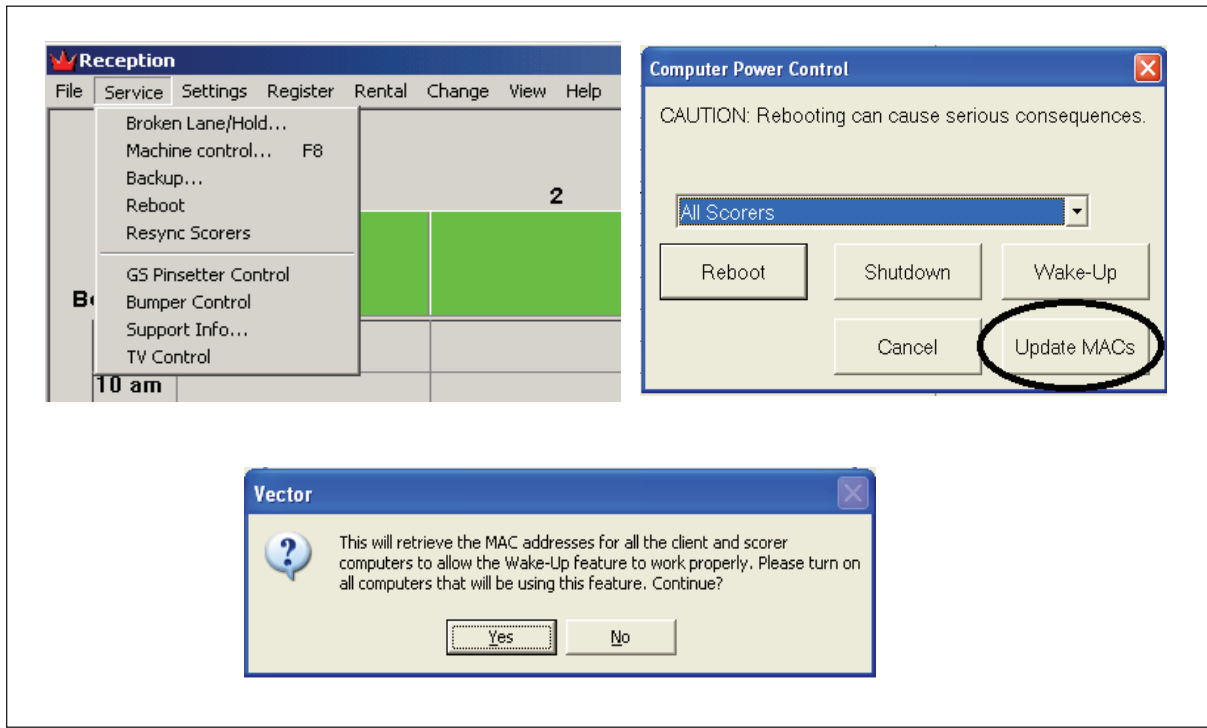 Reception
File Service Settings Register Rental Change View Help
Broken Lane/Hold...
Machine control... F8
Backup...
Reboot
Resync Scorers
GS Pinsetter Control
Bumper Control
Support Info...
TV Control
2
10 am
Computer Power Control
CAUTION: Rebooting can cause serious consequences.
All Scorers
Reboot Shutdown Wake-Up
Cancel Update MACs
Vector
This will retrieve the MAC addresses for all the client and scorer
computers to allow the Wake-Up feature to work properly. Please turn on
all computers that will be using this feature. Continue?
Yes No